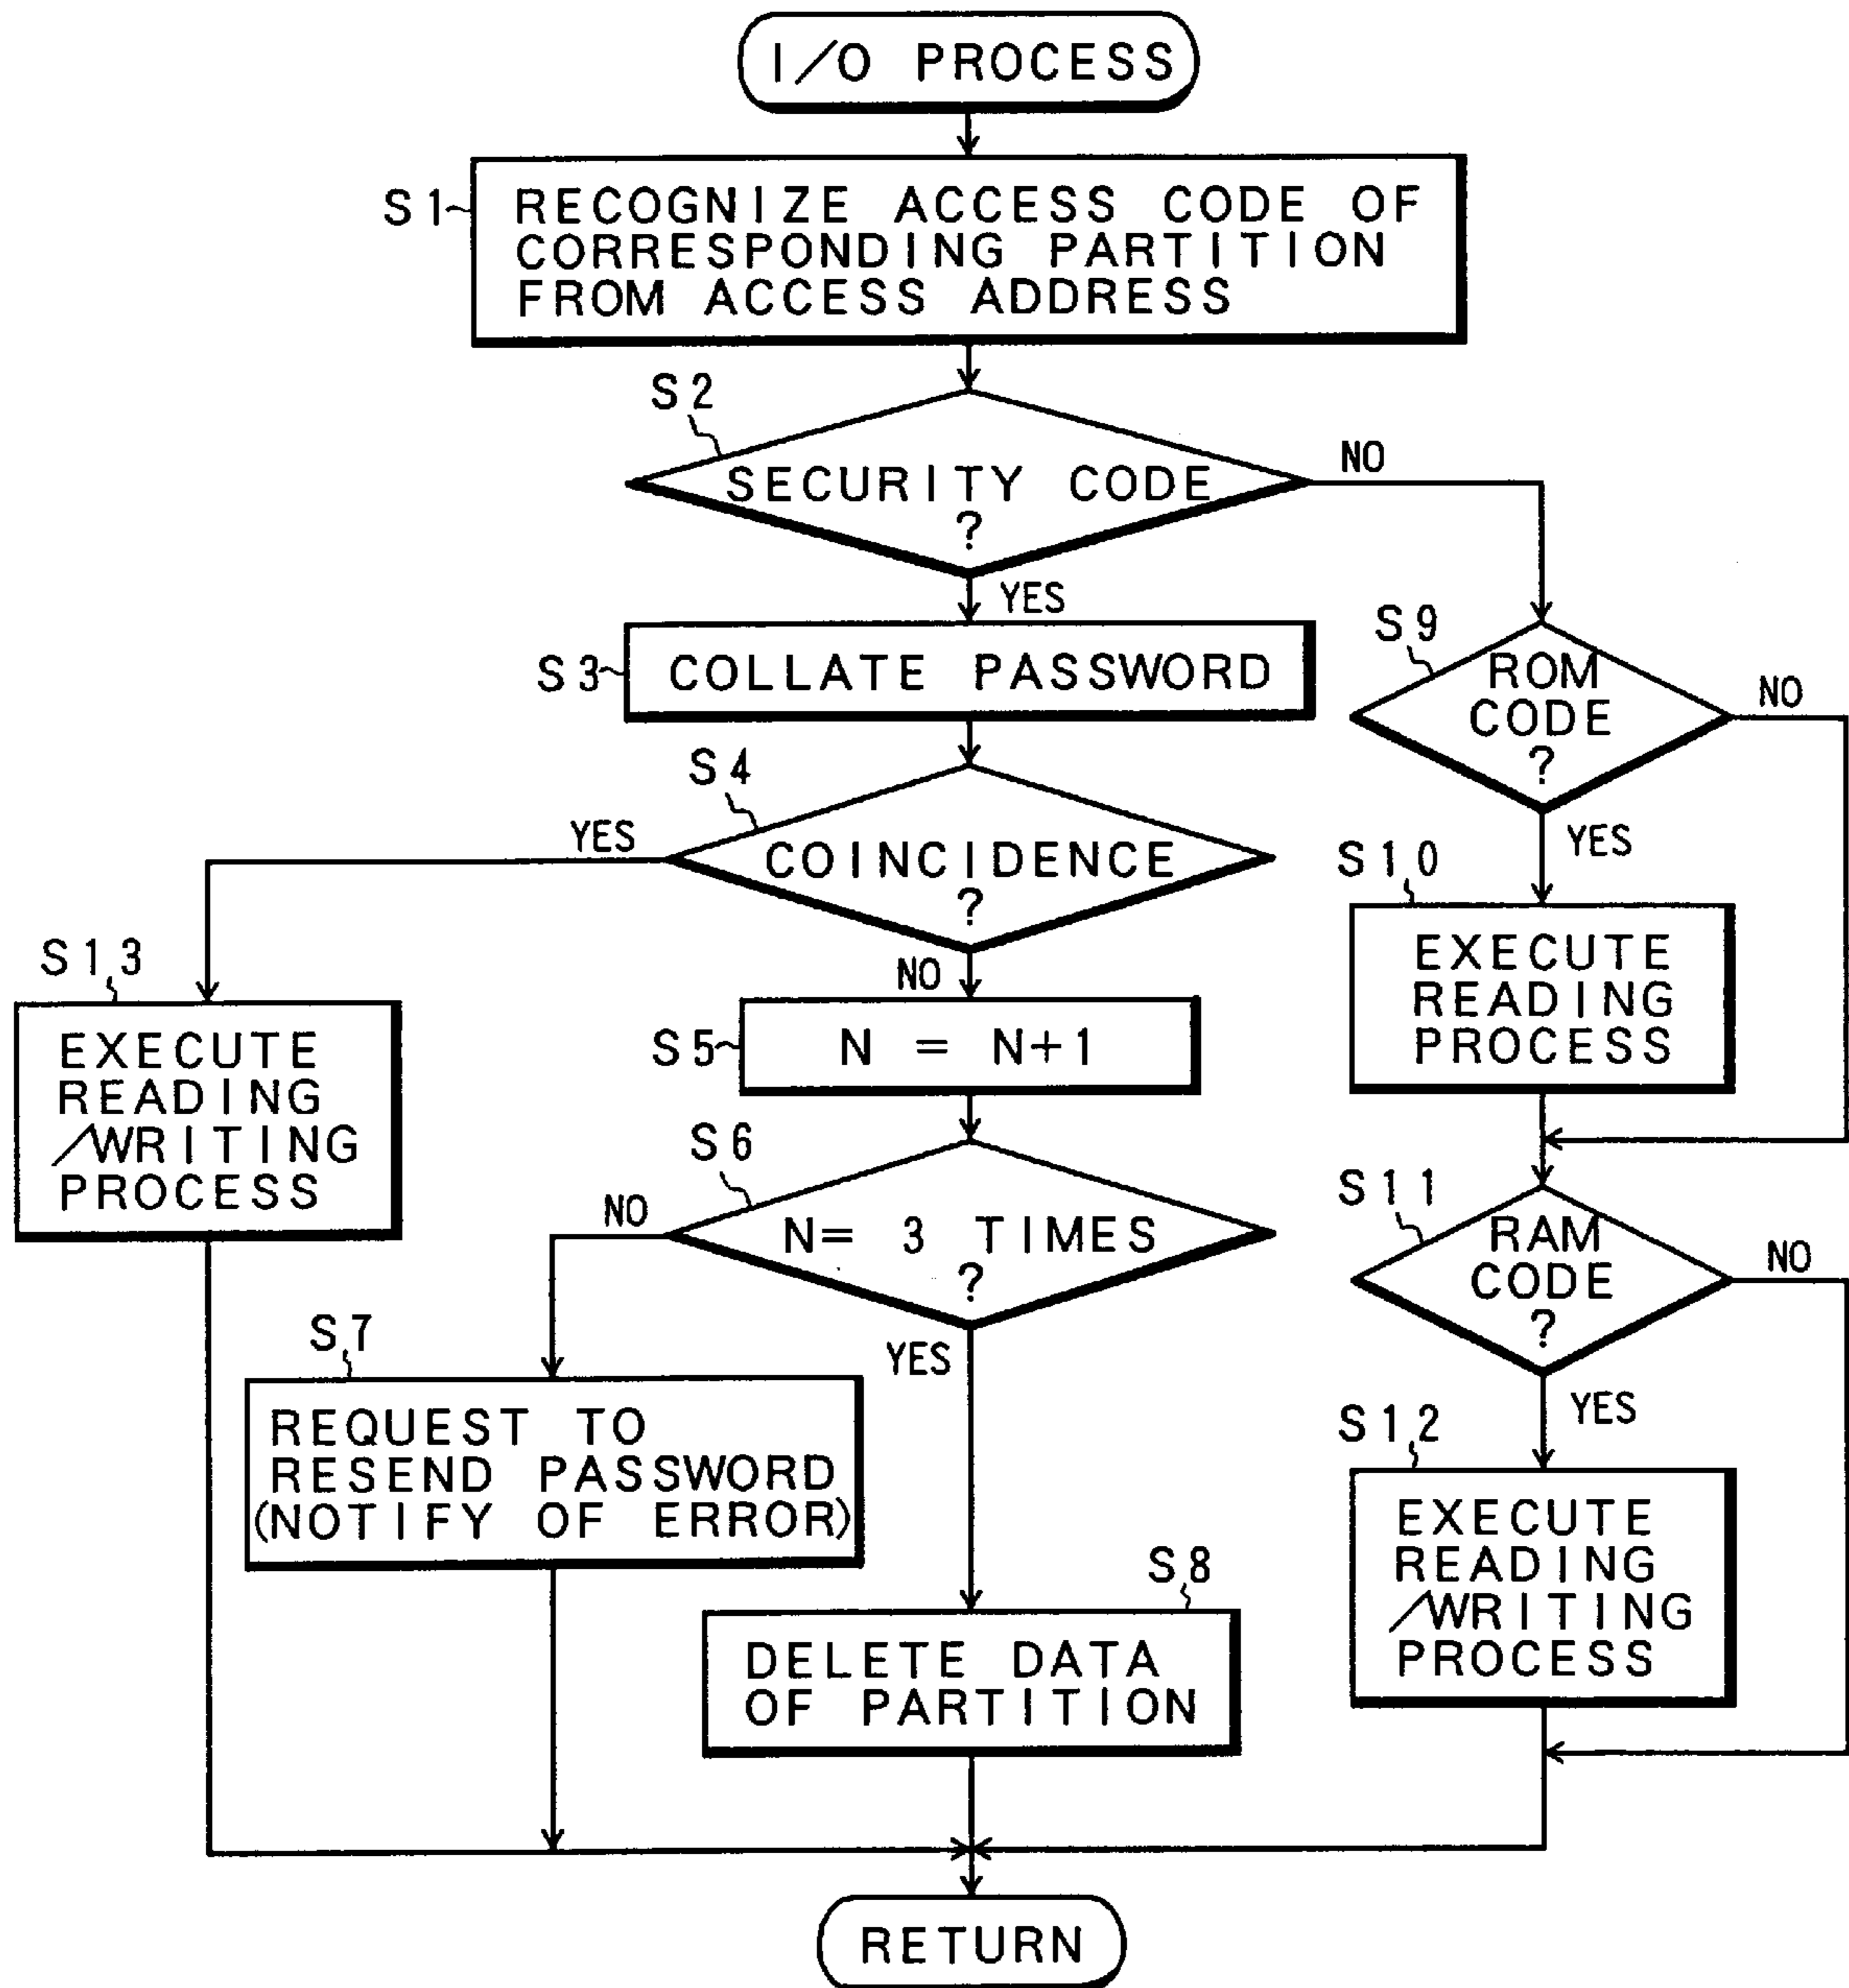 I/O PROCESS
S1
RECOGNIZE ACCESS CODE OF
CORRESPONDING PARTITION
FROM ACCESS ADDRESS
S2
SECURITY CODE
?
NO
YES
S3
COLLATE PASSWORD
S4
COINCIDENCE
?
YES
NO
S13
EXECUTE
READING
/WRITING
PROCESS
S5
N = N+1
S6
N= 3 TIMES
?
NO
YES
S7
REQUEST TO
RESEND PASSWORD
(NOTIFY OF ERROR)
S8
DELETE DATA
OF PARTITION
S9
ROM
CODE
?
NO
YES
S10
EXECUTE
READING
PROCESS
S11
RAM
CODE
?
NO
YES
S12
EXECUTE
READING
/WRITING
PROCESS
RETURN